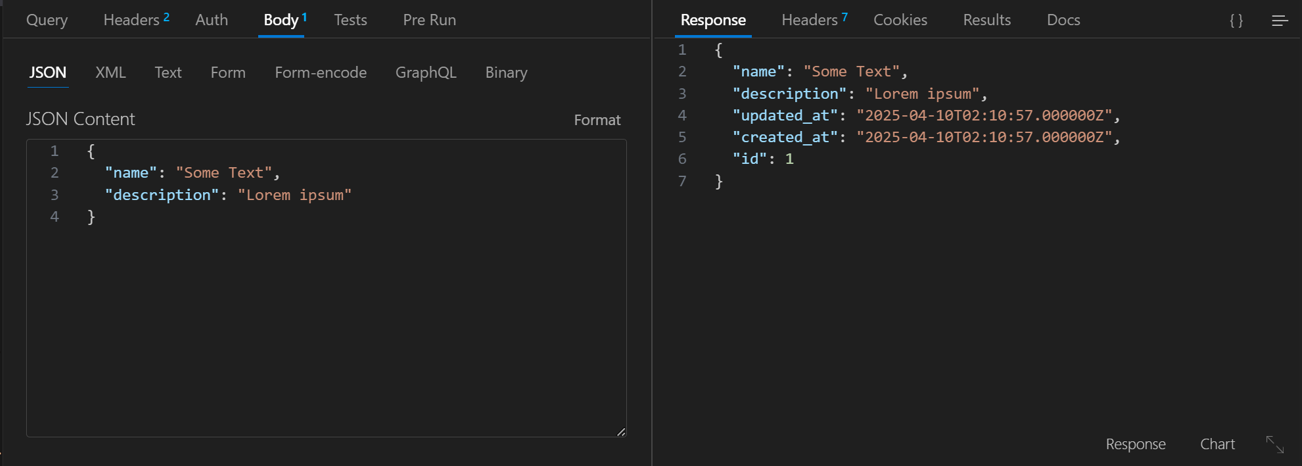 Query Headers 2 Auth Body 1 Tests Pre Run
JSON XML Text Form Form-encode GraphQL Binary
JSON Content Format
1 {
2 "name": "Some Text",
3 "description": "Lorem ipsum"
4 }
Response Headers 7 Cookies Results Docs { }
1 {
2 "name": "Some Text",
3 "description": "Lorem ipsum",
4 "updated_at": "2025-04-10T02:10:57.000000Z",
5 "created_at": "2025-04-10T02:10:57.000000Z",
6 "id": 1
7 }
Response Chart